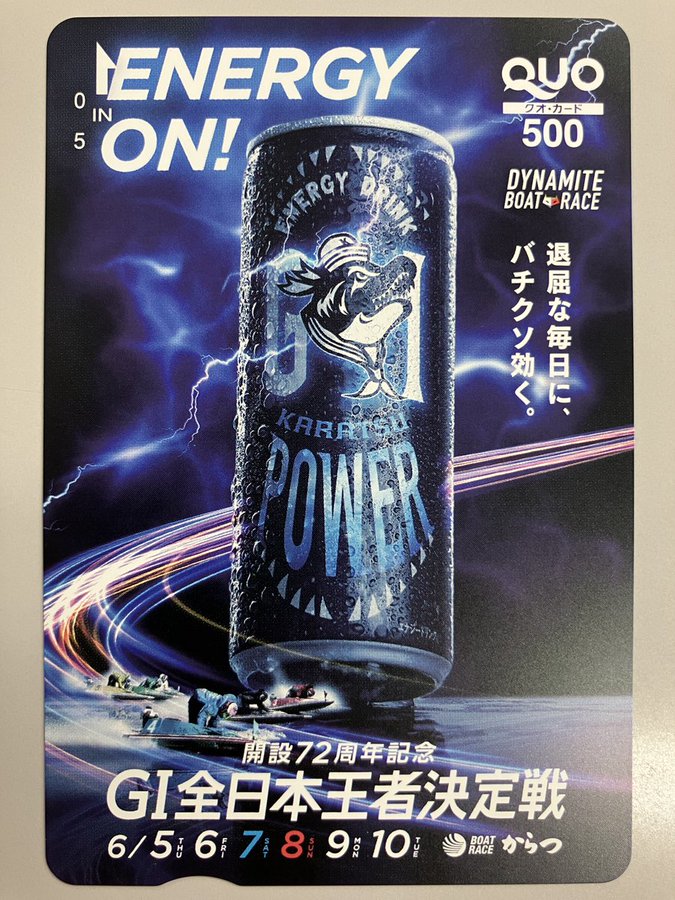 ENERGY
ON!
IN
0
5
QUO
クオ・カード
500
DYNAMITE
BOAT RACE
退屈な毎日に、
バチクソ効く。
ENERGY DRINK
G1
KARATSU
POWER
開設72周年記念
GI全日本王者決定戦
6/5 THU 6 FRI 7 SAT 8 SUN 9 MON 10 TUE
BOAT RACE からつ